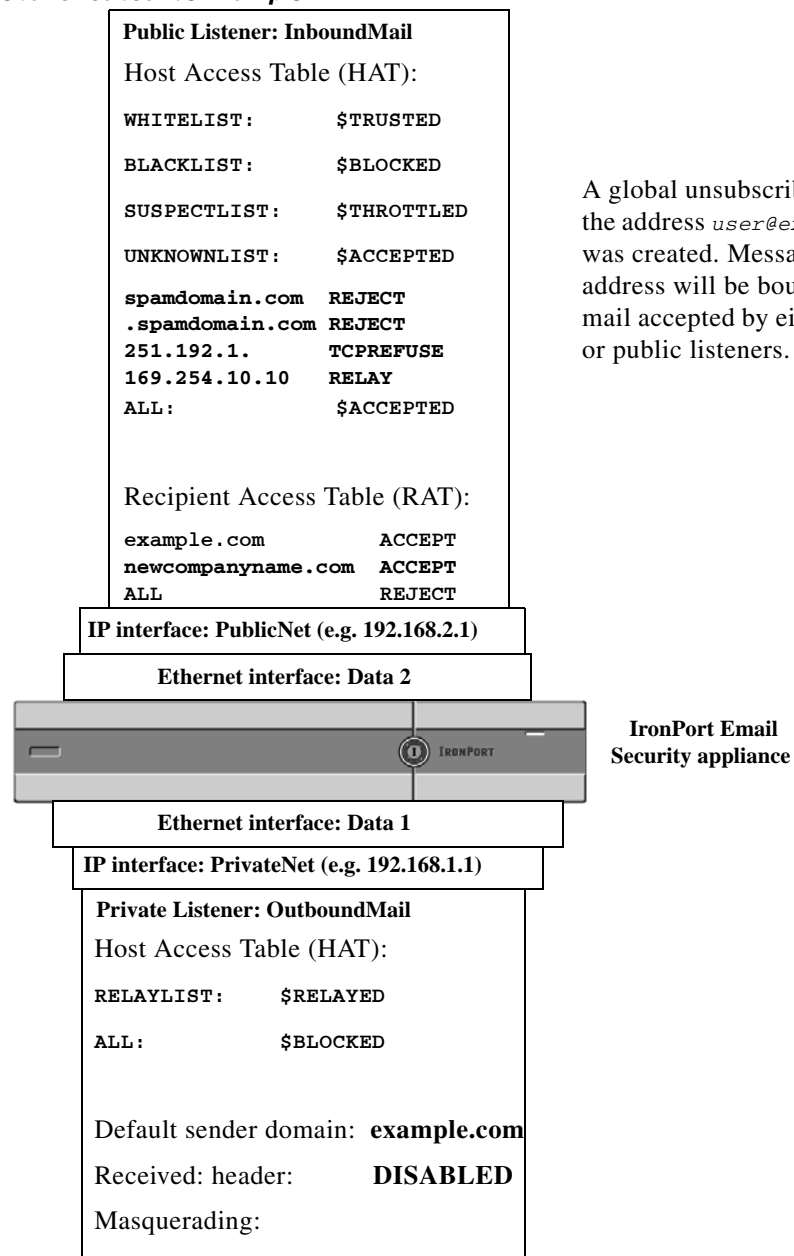 Public Listener: InboundMail
Host Access Table (HAT):
WHITELIST: $TRUSTED
BLACKLIST: $BLOCKED
SUSPECTLIST: $THROTTLED
UNKNOWNLIST: $ACCEPTED
spamdomain.com REJECT
.spamdomain.com REJECT
251.192.1. TCPREFUSE
169.254.10.10 RELAY
ALL: $ACCEPTED
Recipient Access Table (RAT):
example.com ACCEPT
newcompanyname.com ACCEPT
ALL REJECT
IP interface: PublicNet (e.g. 192.168.2.1)
Ethernet interface: Data 2
A global
the address
was created.
address will be
mail accepted by
or public listeners.
IRONPORT
IronPort Email
Security appliance
Ethernet interface: Data 1
IP interface: PrivateNet (e.g. 192.168.1.1)
Private Listener: OutboundMail
Host Access Table (HAT):
RELAYLIST: $RELAYED
ALL: $BLOCKED
Default sender domain: example.com
Received: header: DISABLED
Masquerading: